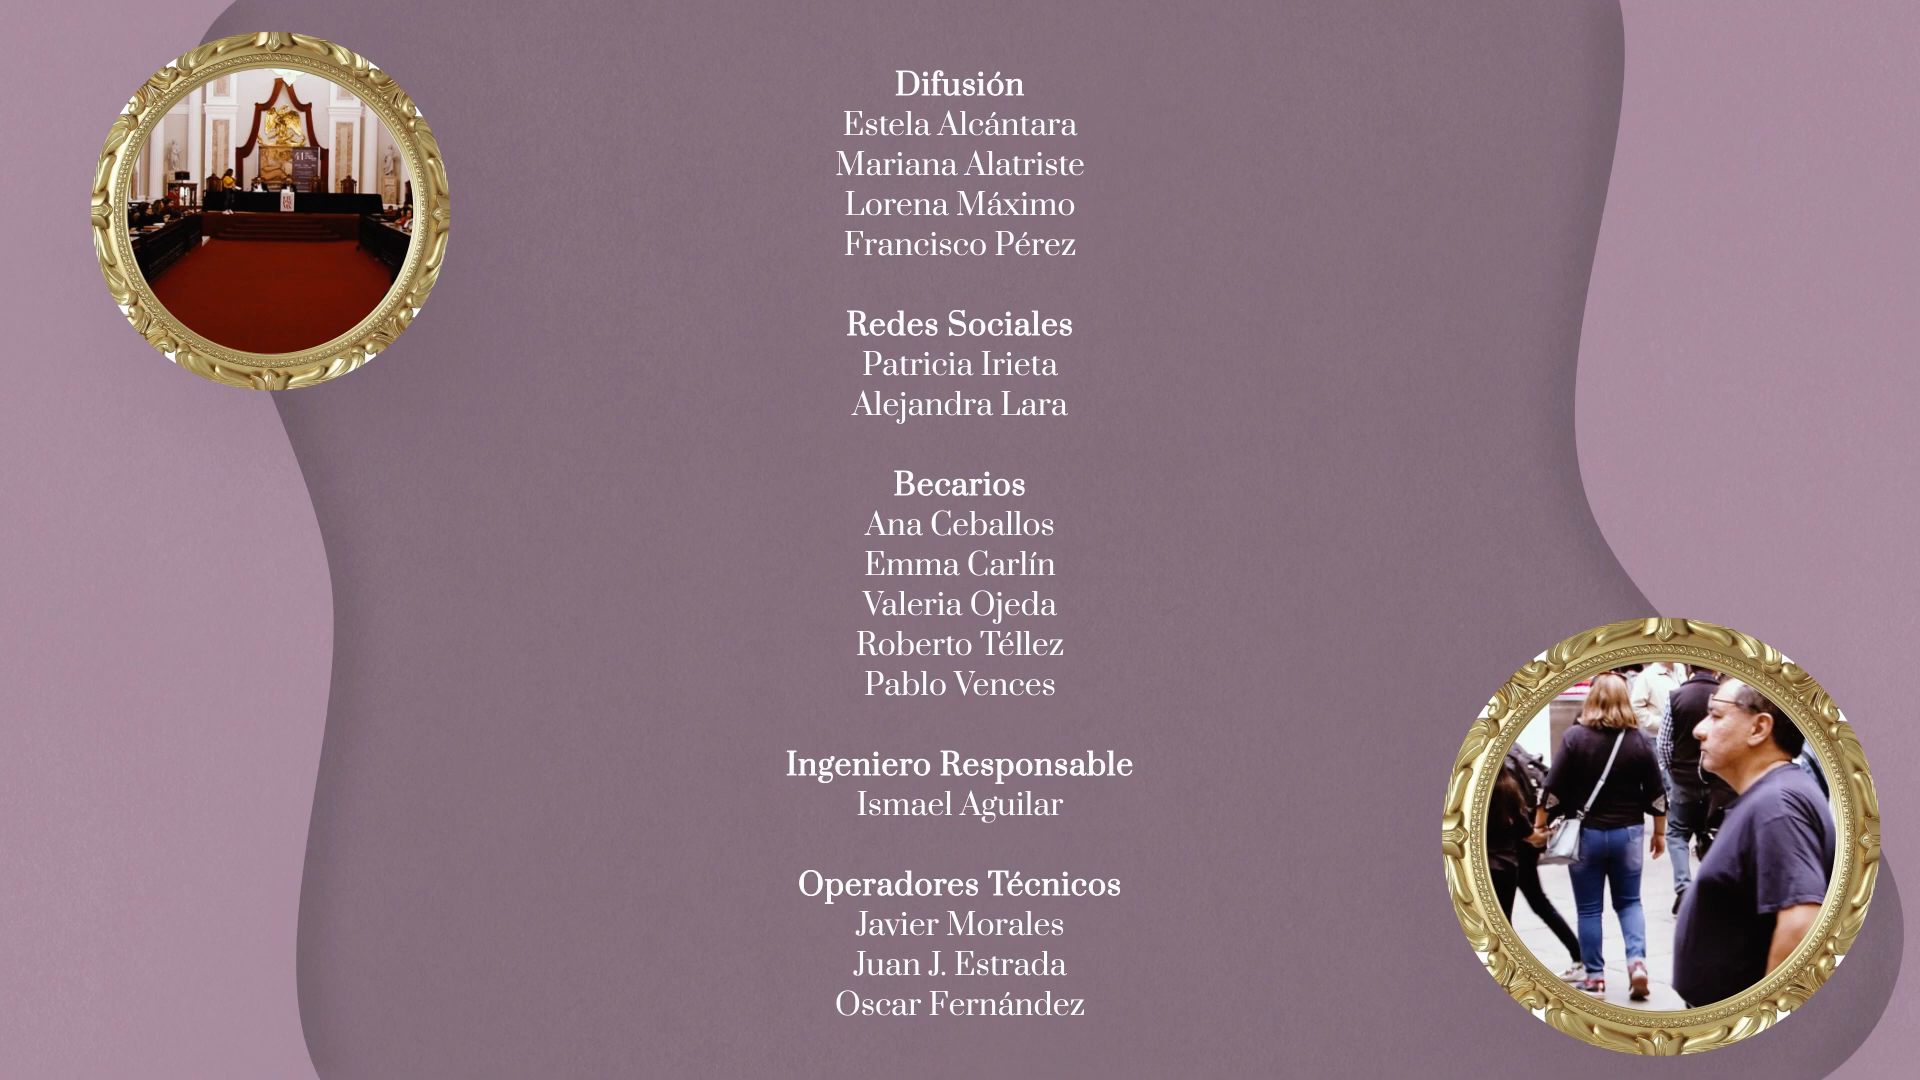 Difusión
Estela Alcántara
Mariana Alatriste
Lorena Máximo
Francisco Pérez
Redes Sociales
Patricia Irieta
Alejandra Lara
Becarios
Ana Ceballos
Emma Carlín
Valeria Ojeda
Roberto Téllez
Pablo Vences
Ingeniero Responsable
Ismael Aguilar
Operadores Técnicos
Javier Morales
Juan J. Estrada
Oscar Fernández